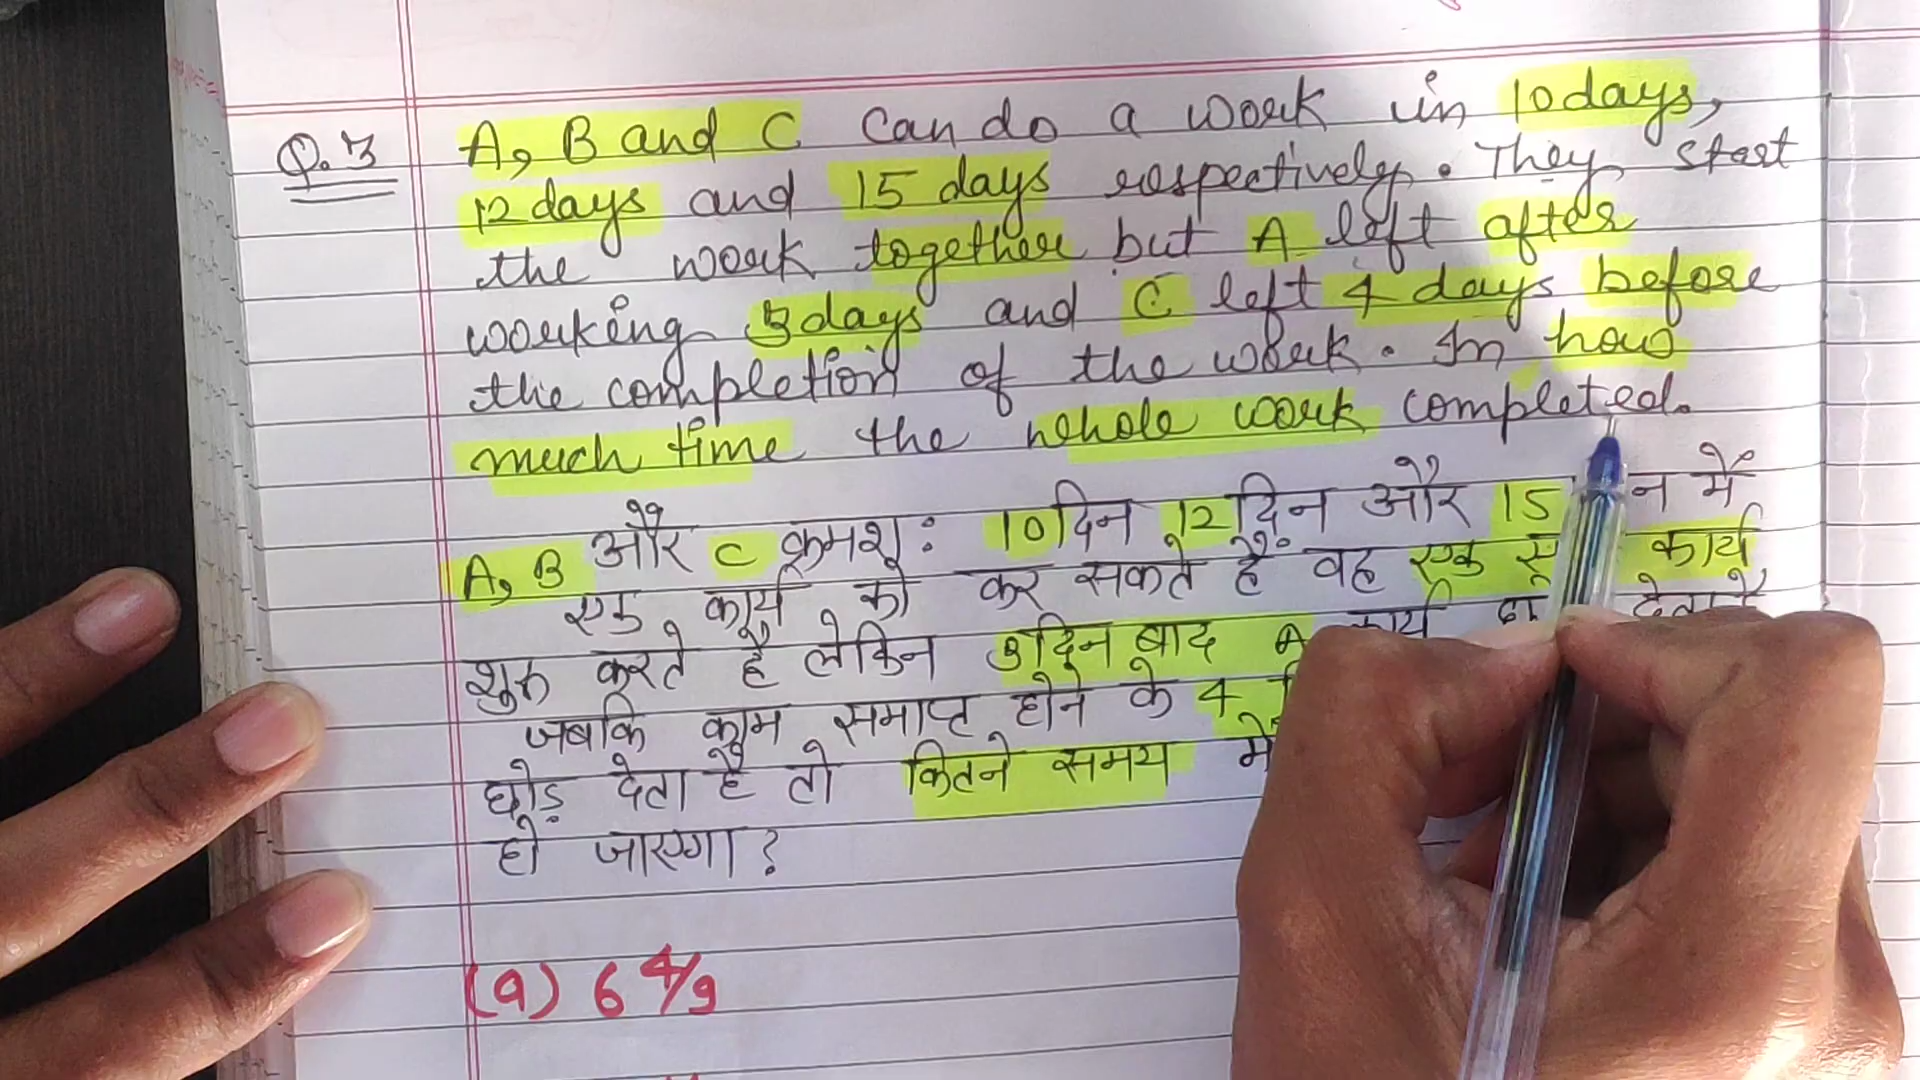 Q.3 A, B and C can do a work in 10 days,
12 days and 15 days respectively. They start
the work together but A left after
working 3 days and C left 4 days before
the completion of the work. In how
much time the whole work completed.
A, B और C क्रमश: 10 दिन 12 दिन और 15 में
एक कार्य को कर सकते हैं वह एक कार्य
शुरू करते है लेकिन 3 दिन बाद A कार्य
जबकि काम समाप्त होने के 4
छोड़ देता है तो कितने समय में
हो जाएगा?
(a) 6 4/9